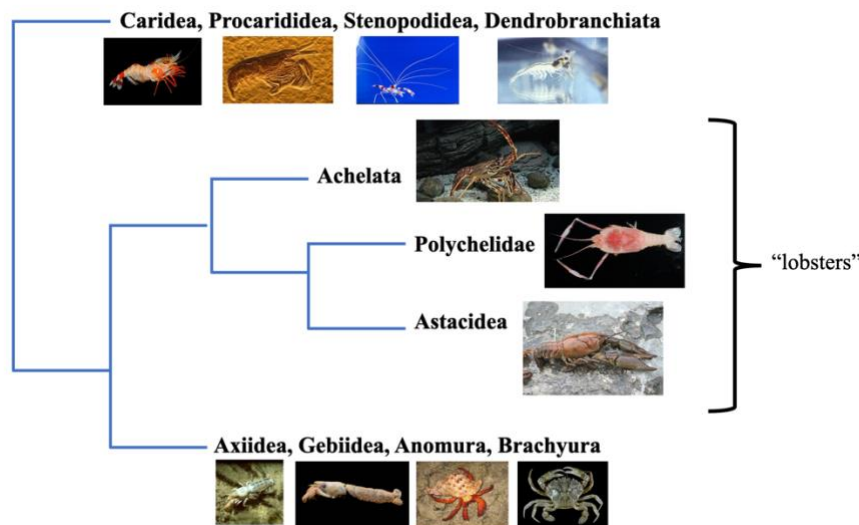 Caridea, Procarididea, Stenopodidea, Dendrobranchiata
Achelata
Polychelidae
“lobsters”
Astacidea
Axiidea, Gebiidea, Anomura, Brachyura